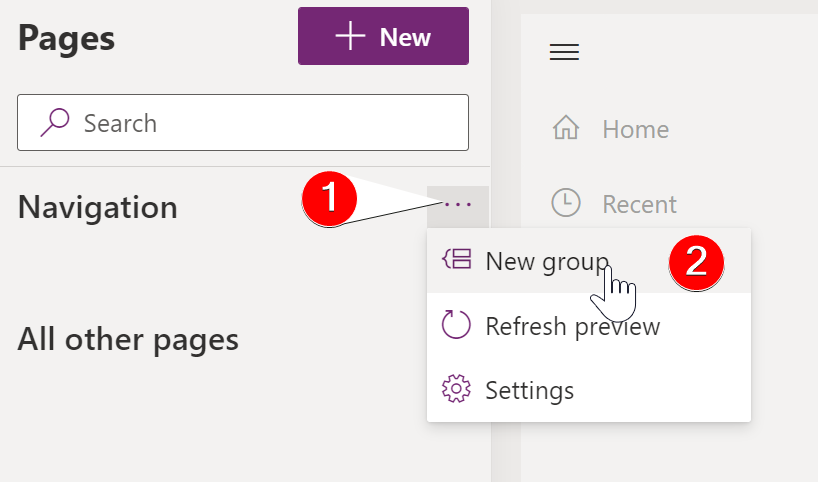 Pages
New
Search
Navigation
1
...
All other pages
Home
Recent
New group
2
Refresh preview
Settings